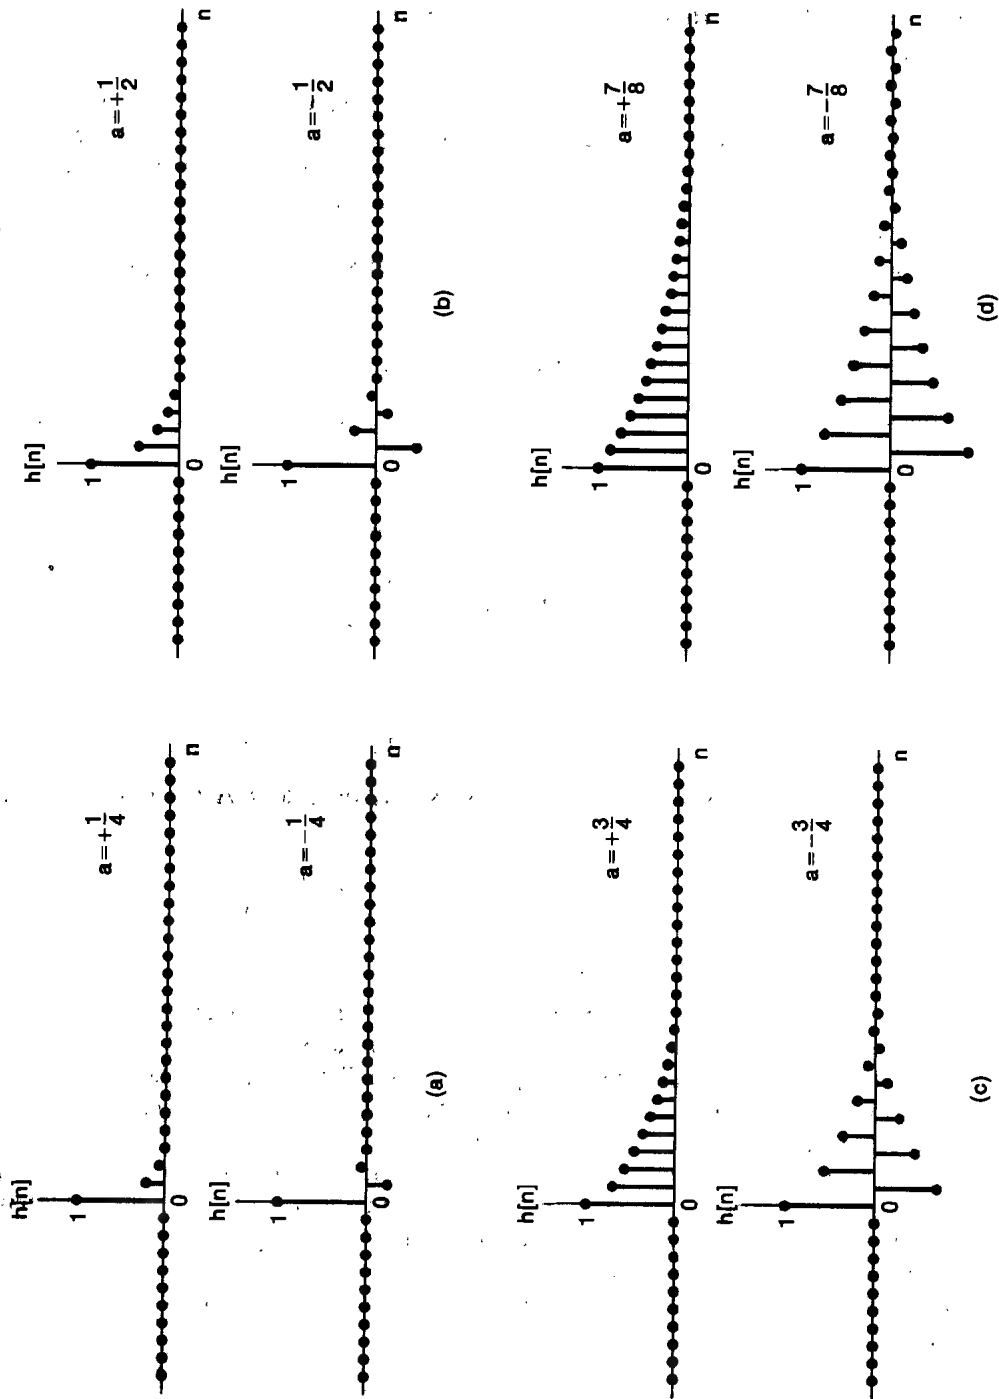 h[n]
1
0
n
a=+1/4
h[n]
1
0
n
a=-1/4
(a)
h[n]
1
0
n
a=+1/2
h[n]
1
0
n
a=-1/2
(b)
h[n]
1
0
n
a=+3/4
h[n]
1
0
n
a=-3/4
(c)
h[n]
1
0
n
a=+7/8
h[n]
1
0
n
a=-7/8
(d)